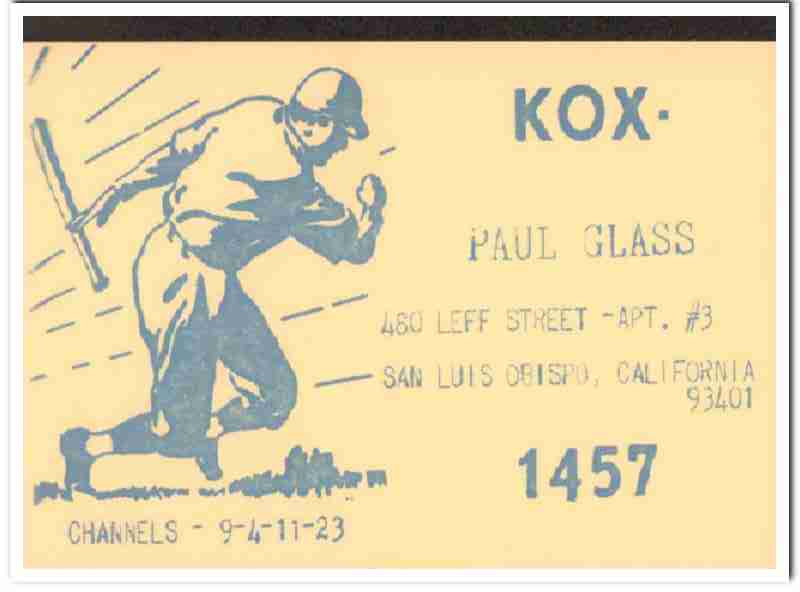 KOX-
PAUL GLASS
460 LEFF STREET -APT. #3
SAN LUIS OBISPO, CALIFORNIA
93401
1457
CHANNELS - 9-4-11-23